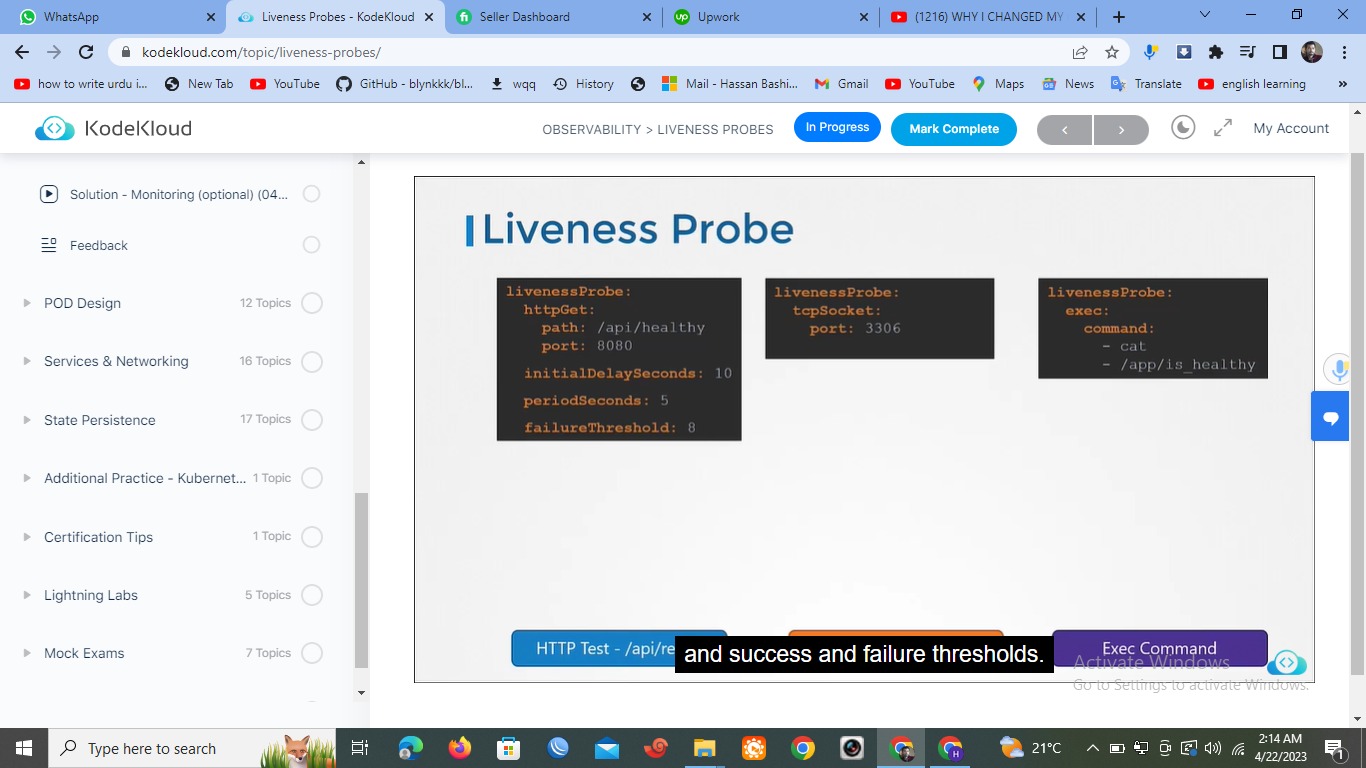 WhatsApp
Liveness Probes - KodeKloud
Seller Dashboard
Upwork
(1216) WHY I CHANGED MY
kodekloud.com/topic/liveness-probes/
how to write urdu i...
New Tab
YouTube
GitHub - blynkkk/bl...
wqq
History
Mail - Hassan Bashi...
Gmail
YouTube
Maps
News
Translate
english learning
»
KodeKloud
OBSERVABILITY > LIVENESS PROBES
In Progress
Mark Complete
My Account
Solution - Monitoring (optional) (04...
Feedback
POD Design 12 Topics
Services & Networking 16 Topics
State Persistence 17 Topics
Additional Practice - Kubernet... 1 Topic
Certification Tips 1 Topic
Lightning Labs 5 Topics
Mock Exams 7 Topics
Liveness Probe
livenessProbe:
httpGet:
path: /api/healthy
port: 8080
initialDelaySeconds: 10
periodSeconds: 5
failureThreshold: 8
livenessProbe:
tcpSocket:
port: 3306
livenessProbe:
exec:
command:
- cat
- /app/is_healthy
HTTP Test - /api/re
and success and failure thresholds.
Exec Command
Activate Windows
Go to Settings to activate Windows.
Type here to search
21°C
2:14 AM
4/22/2023
1